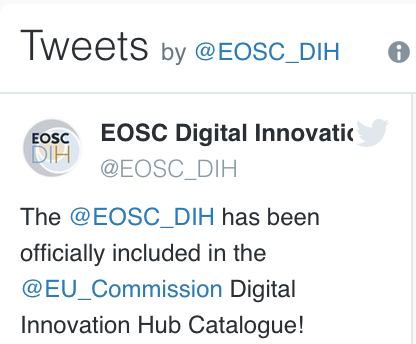 Tweets by @EOSC_DIH
EOSC
DIH
EOSC Digital Innovatio
@EOSC_DIH
The @EOSC_DIH has been
officially included in the
@EU_Commission Digital
Innovation Hub Catalogue!